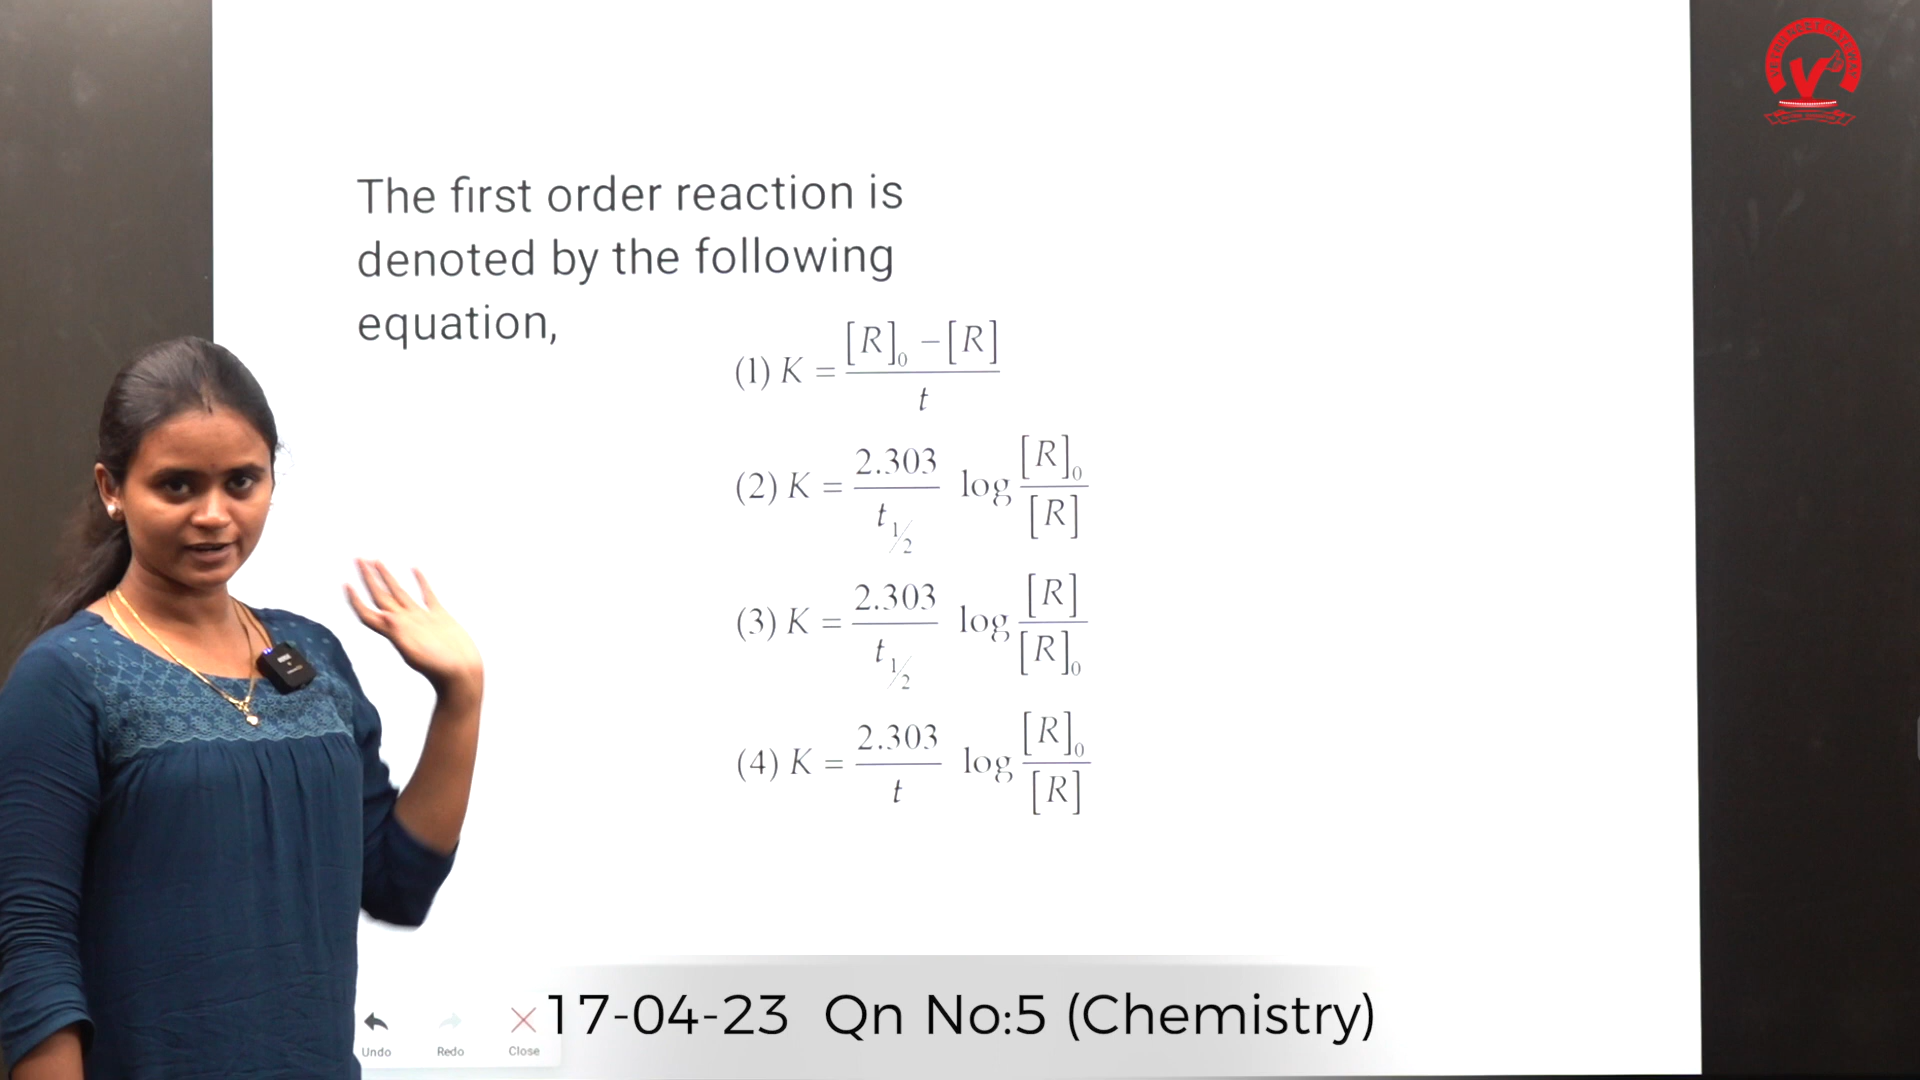 The first order reaction is
denoted by the following
equation,
(1) K = [R]₀ − [R] / t
(2) K = 2.303 / t₁/₂ log [R]₀ / [R]
(3) K = 2.303 / t₁/₂ log [R] / [R]₀
(4) K = 2.303 / t log [R]₀ / [R]
Undo Redo Close
17-04-23 Qn No:5 (Chemistry)